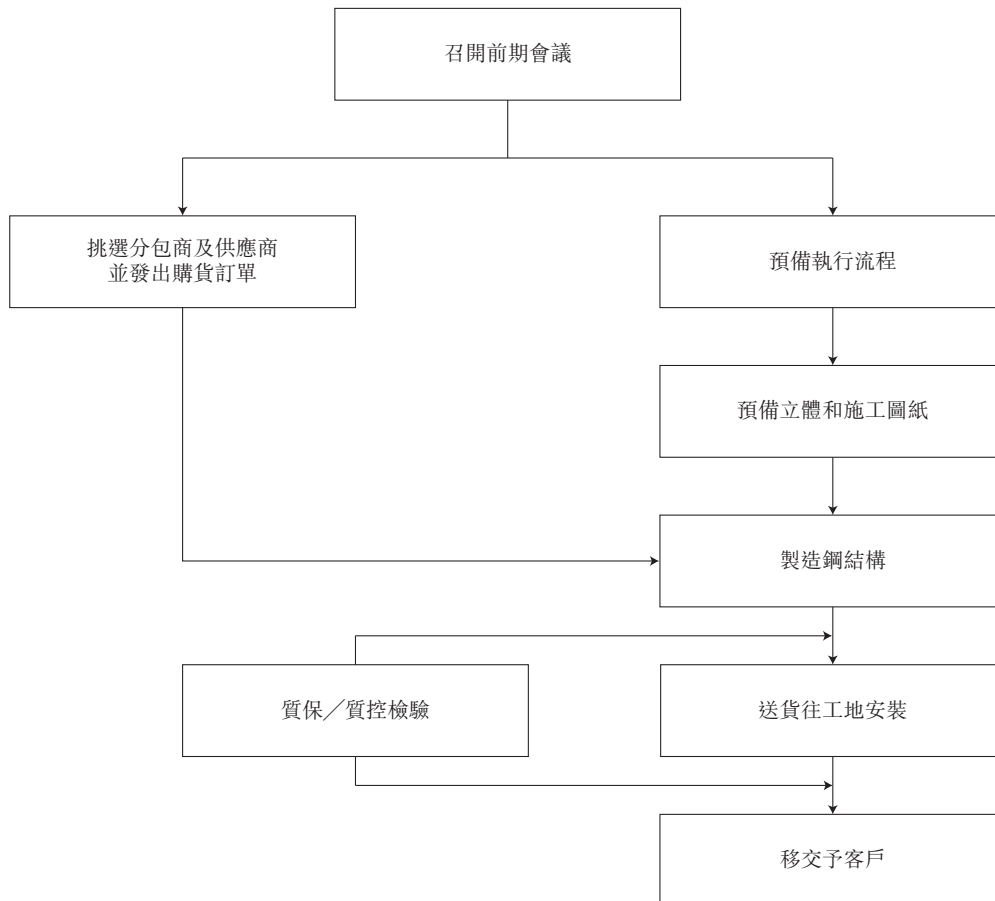 召開前期會議
挑選分包商及供應商
並發出購貨訂單
預備執行流程
預備立體和施工圖紙
製造鋼結構
質保╱質控檢驗
送貨往工地安裝
移交予客戶